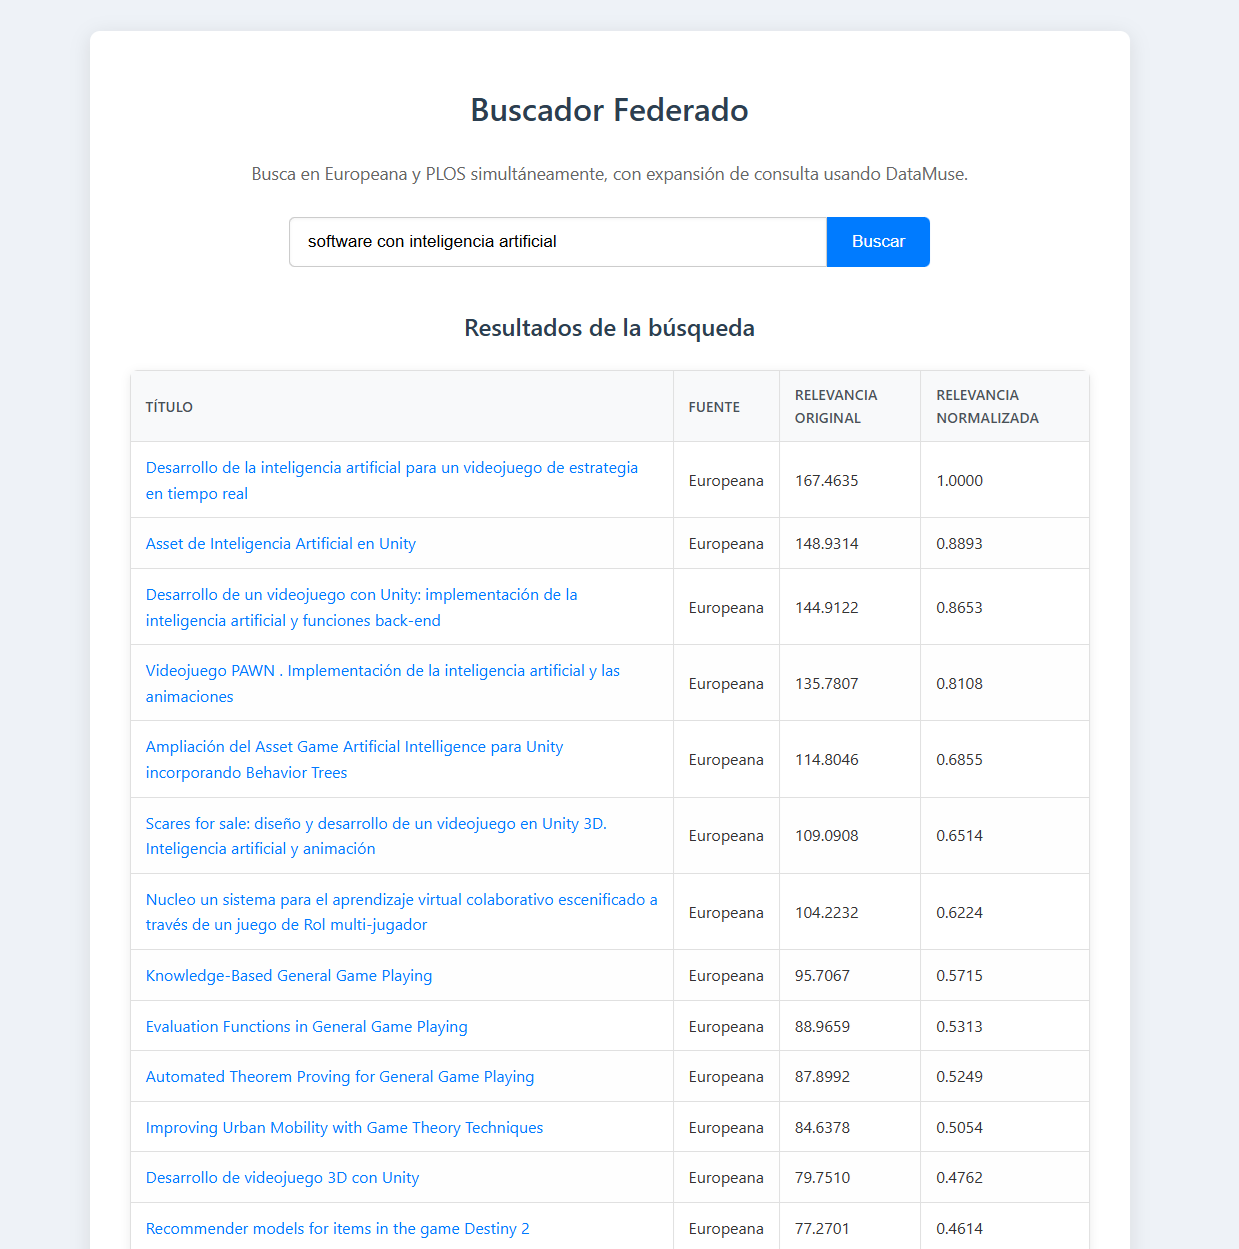 Buscador Federado
Busca en Europeana y PLOS simultáneamente, con expansión de consulta usando DataMuse.
software con inteligencia artificial
Buscar
Resultados de la búsqueda
TÍTULO
FUENTE
RELEVANCIA
ORIGINAL
RELEVANCIA
NORMALIZADA
Desarrollo de la inteligencia artificial para un videojuego de estrategia
en tiempo real
Europeana
167.4635
1.0000
Asset de Inteligencia Artificial en Unity
Europeana
148.9314
0.8893
Desarrollo de un videojuego con Unity: implementación de la
inteligencia artificial y funciones back-end
Europeana
144.9122
0.8653
Videojuego PAWN . Implementación de la inteligencia artificial y las
animaciones
Europeana
135.7807
0.8108
Ampliación del Asset Game Artificial Intelligence para Unity
incorporando Behavior Trees
Europeana
114.8046
0.6855
Scares for sale: diseño y desarrollo de un videojuego en Unity 3D.
Inteligencia artificial y animación
Europeana
109.0908
0.6514
Nucleo un sistema para el aprendizaje virtual colaborativo escenificado a
través de un juego de Rol multi-jugador
Europeana
104.2232
0.6224
Knowledge-Based General Game Playing
Europeana
95.7067
0.5715
Evaluation Functions in General Game Playing
Europeana
88.9659
0.5313
Automated Theorem Proving for General Game Playing
Europeana
87.8992
0.5249
Improving Urban Mobility with Game Theory Techniques
Europeana
84.6378
0.5054
Desarrollo de videojuego 3D con Unity
Europeana
79.7510
0.4762
Recommender models for items in the game Destiny 2
Europeana
77.2701
0.4614